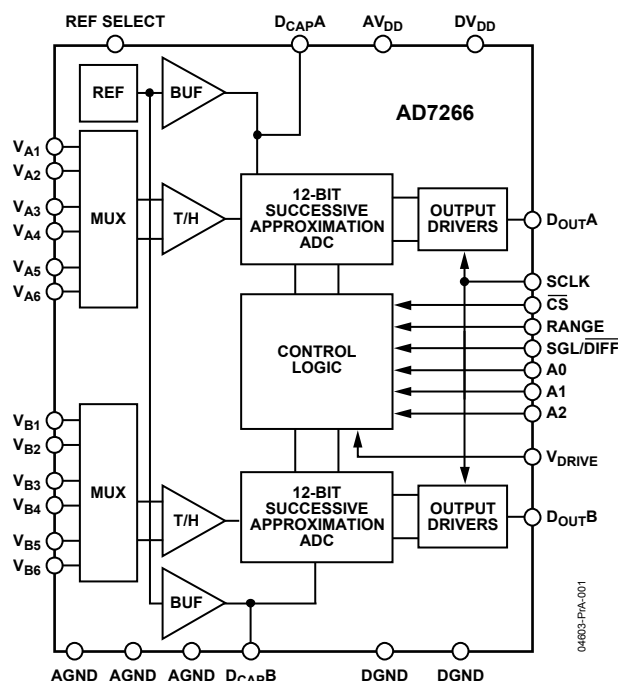 REF SELECT
DCAPA
AVDD
DVDD
REF
BUF
AD7266
VA1
VA2
VA3
VA4
VA5
VA6
MUX
T/H
12-BIT
SUCCESSIVE
APPROXIMATION
ADC
OUTPUT
DRIVERS
DOUTA
SCLK
CS
RANGE
SGL/DIFF
A0
A1
A2
CONTROL
LOGIC
VDRIVE
VB1
VB2
VB3
VB4
VB5
VB6
MUX
T/H
12-BIT
SUCCESSIVE
APPROXIMATION
ADC
OUTPUT
DRIVERS
DOUTB
BUF
AGND
AGND
AGND
DCAPB
DGND
DGND
04603-PrA-001